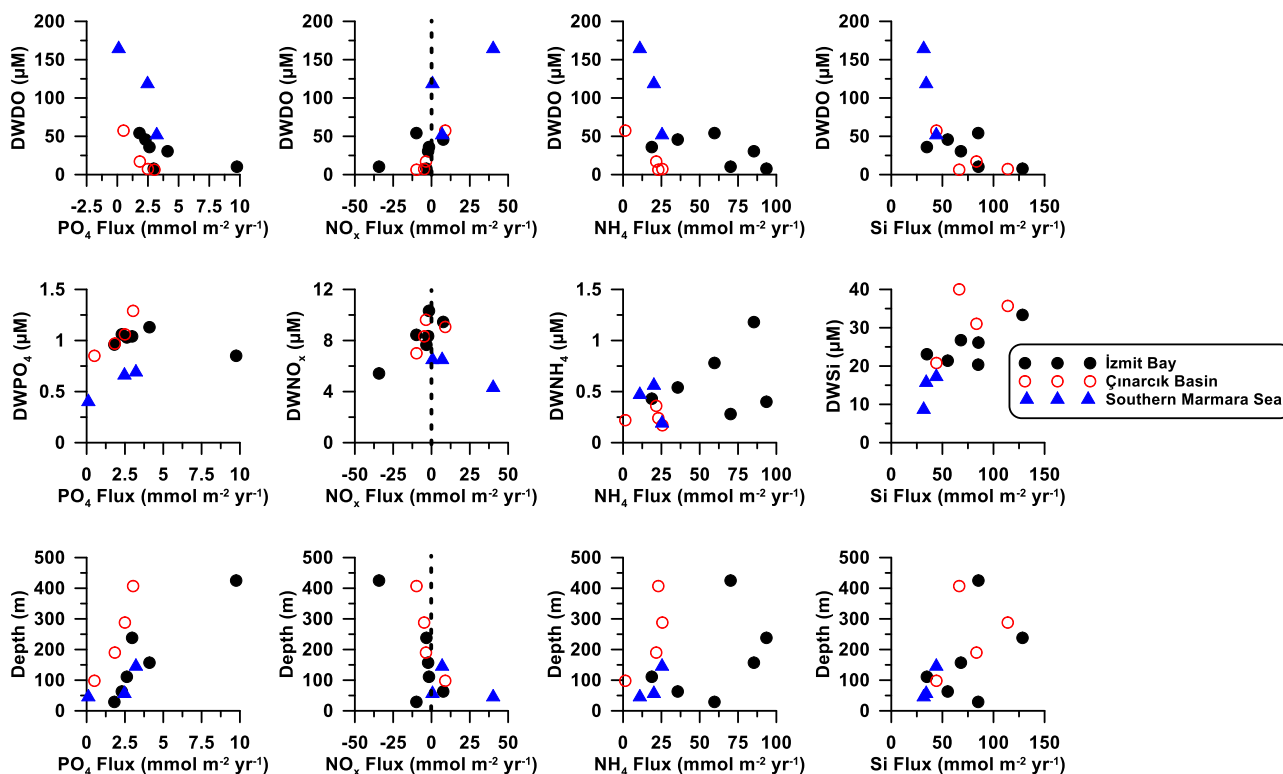 200
150
100
50
0
DWDO (µM)
-2.5 0 2.5 5 7.5 10
PO₄ Flux (mmol m⁻² yr⁻¹)
200
150
100
50
0
DWDO (µM)
-50 -25 0 25 50
NOₓ Flux (mmol m⁻² yr⁻¹)
200
150
100
50
0
DWDO (µM)
0 25 50 75 100
NH₄ Flux (mmol m⁻² yr⁻¹)
200
150
100
50
0
DWDO (µM)
0 50 100 150
Si Flux (mmol m⁻² yr⁻¹)
1.5
1
0.5
0
DWPO₄ (µM)
0 2.5 5 7.5 10
PO₄ Flux (mmol m⁻² yr⁻¹)
12
8
4
0
DWNOₓ (µM)
-50 -25 0 25 50
NOₓ Flux (mmol m⁻² yr⁻¹)
1.5
1
0.5
0
DWNH₄ (µM)
0 25 50 75 100
NH₄ Flux (mmol m⁻² yr⁻¹)
40
30
20
10
0
DWSi (µM)
0 50 100 150
Si Flux (mmol m⁻² yr⁻¹)
İzmit Bay
Çınarcık Basin
Southern Marmara Sea
500
400
300
200
100
0
Depth (m)
0 2.5 5 7.5 10
PO₄ Flux (mmol m⁻² yr⁻¹)
500
400
300
200
100
0
Depth (m)
-50 -25 0 25 50
NOₓ Flux (mmol m⁻² yr⁻¹)
500
400
300
200
100
0
Depth (m)
0 25 50 75 100
NH₄ Flux (mmol m⁻² yr⁻¹)
500
400
300
200
100
0
Depth (m)
0 50 100 150
Si Flux (mmol m⁻² yr⁻¹)